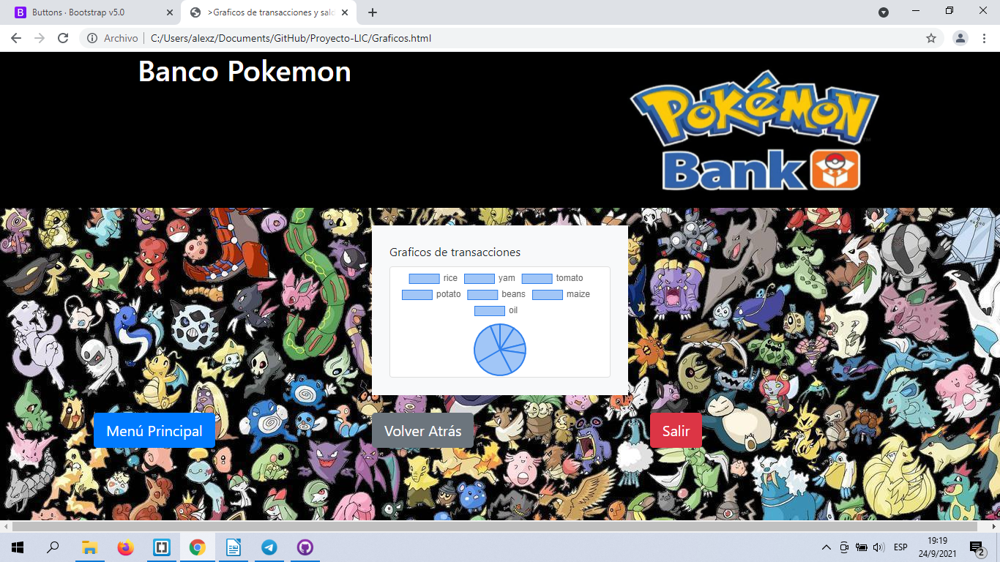 Buttons · Bootstrap v5.0
>Graficos de transacciones y sald
Archivo
C:/Users/alexz/Documents/GitHub/Proyecto-LIC/Graficos.html
Banco Pokemon
POKéMON
Bank
Graficos de transacciones
rice yam tomato
potato beans maize
oil
Menú Principal
Volver Atrás
Salir
ESP
19:19
24/9/2021
2